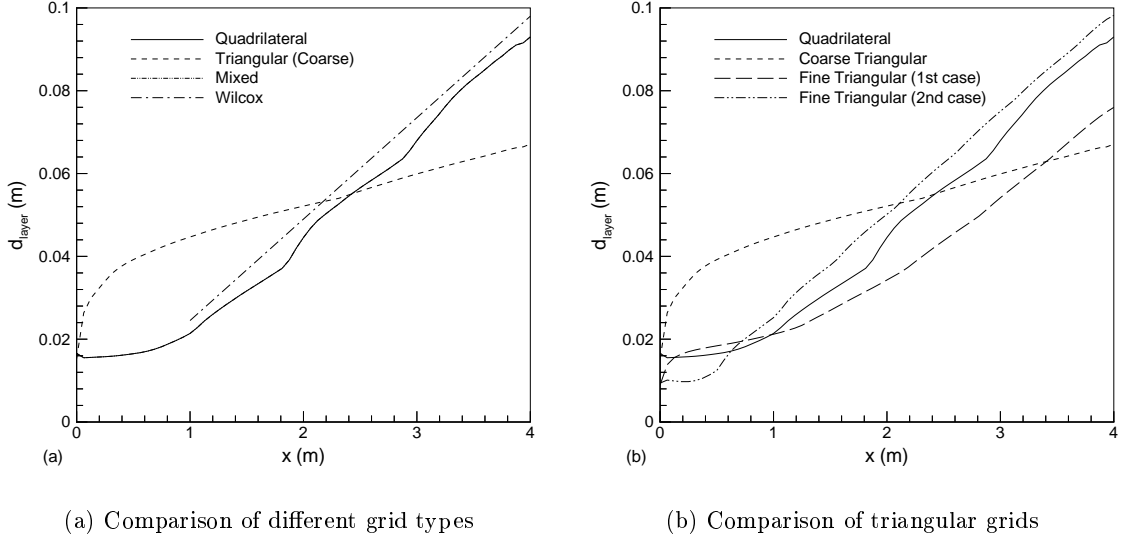 0.1
0.08
0.06
0.04
0.02
0
d_layer (m)
Quadrilateral
Triangular (Coarse)
Mixed
Wilcox
0 1 2 3 4
(a)
x (m)
0.1
0.08
0.06
0.04
0.02
0
d_layer (m)
Quadrilateral
Coarse Triangular
Fine Triangular (1st case)
Fine Triangular (2nd case)
0 1 2 3 4
(b)
x (m)
(a) Comparison of different grid types
(b) Comparison of triangular grids